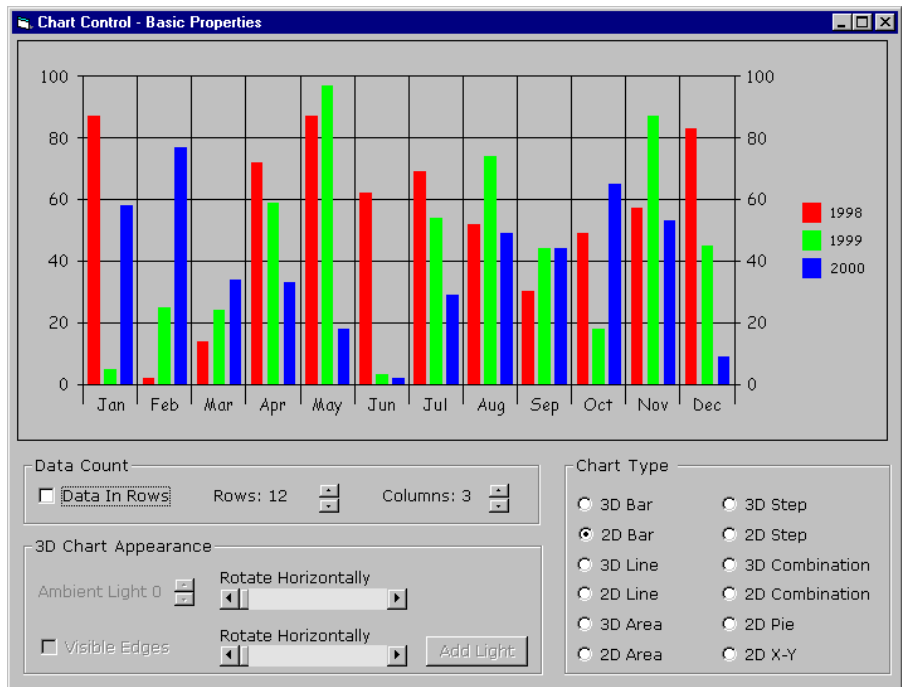 Chart Control - Basic Properties
100 100
80 80
60 60
40 40
20 20
0 0
Jan Feb Mar Apr May Jun Jul Aug Sep Oct Nov Dec
1998
1999
2000
Data Count
Data In Rows Rows: 12 Columns: 3
3D Chart Appearance
Ambient Light 0 Rotate Horizontally
Visible Edges Rotate Horizontally Add Light
Chart Type
3D Bar 3D Step
2D Bar 2D Step
3D Line 3D Combination
2D Line 2D Combination
3D Area 2D Pie
2D Area 2D X-Y